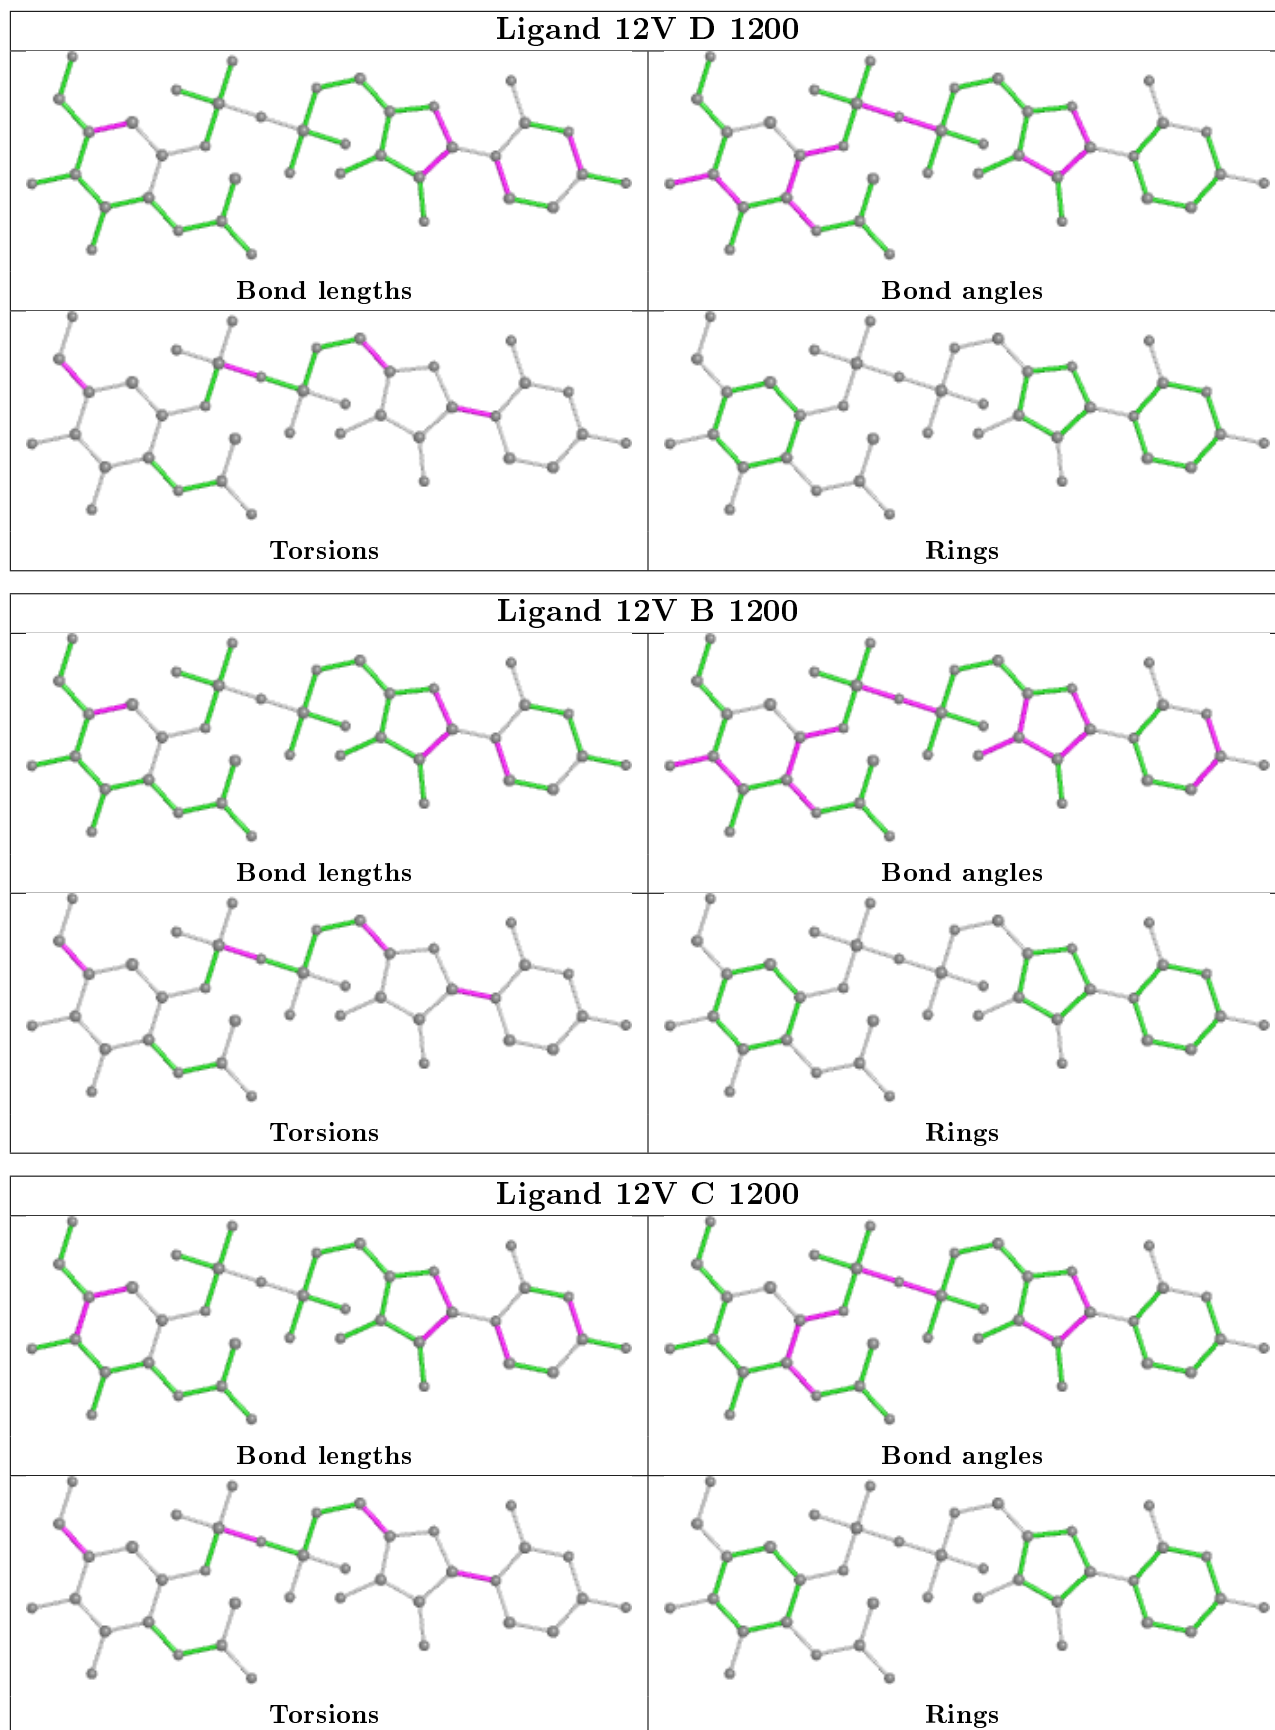 Ligand 12V D 1200
Bond lengths
Bond angles
Torsions
Rings
Ligand 12V B 1200
Bond lengths
Bond angles
Torsions
Rings
Ligand 12V C 1200
Bond lengths
Bond angles
Torsions
Rings